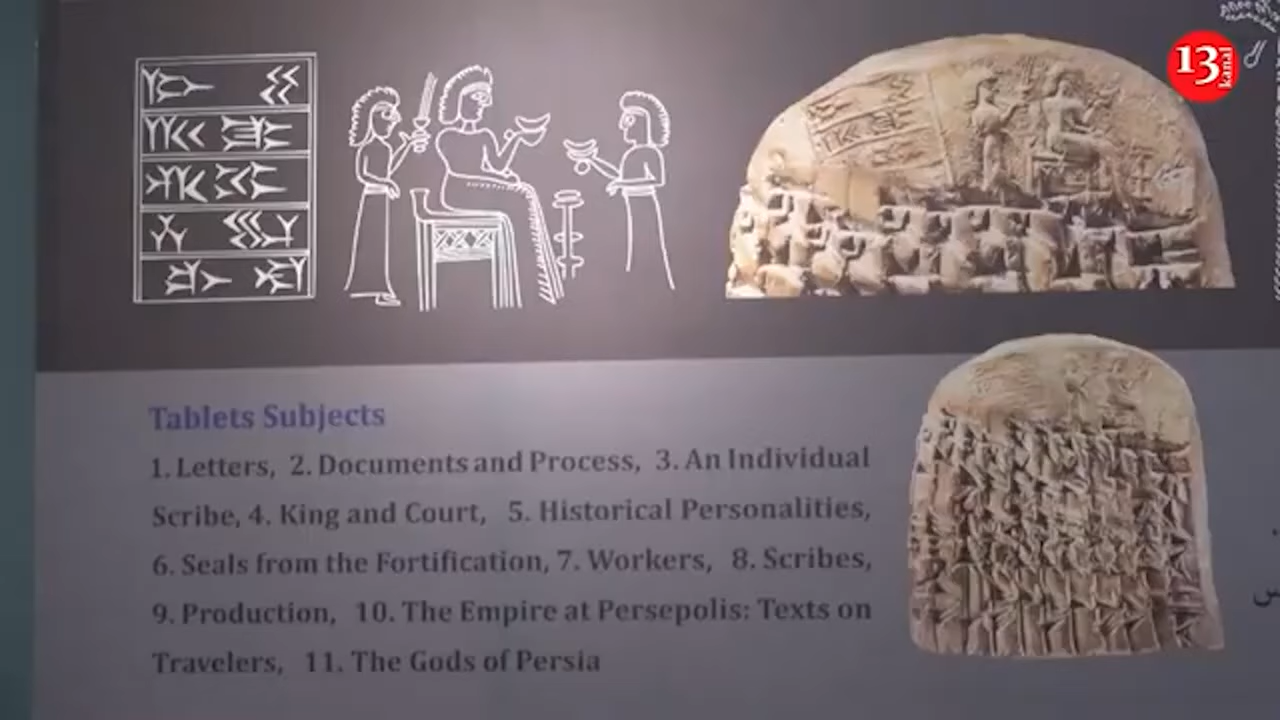 13
kanal
Tablets Subjects
1. Letters, 2. Documents and Process, 3. An Individual
Scribe, 4. King and Court, 5. Historical Personalities,
6. Seals from the Fortification, 7. Workers, 8. Scribes,
9. Production, 10. The Empire at Persepolis: Texts on
Travelers, 11. The Gods of Persia